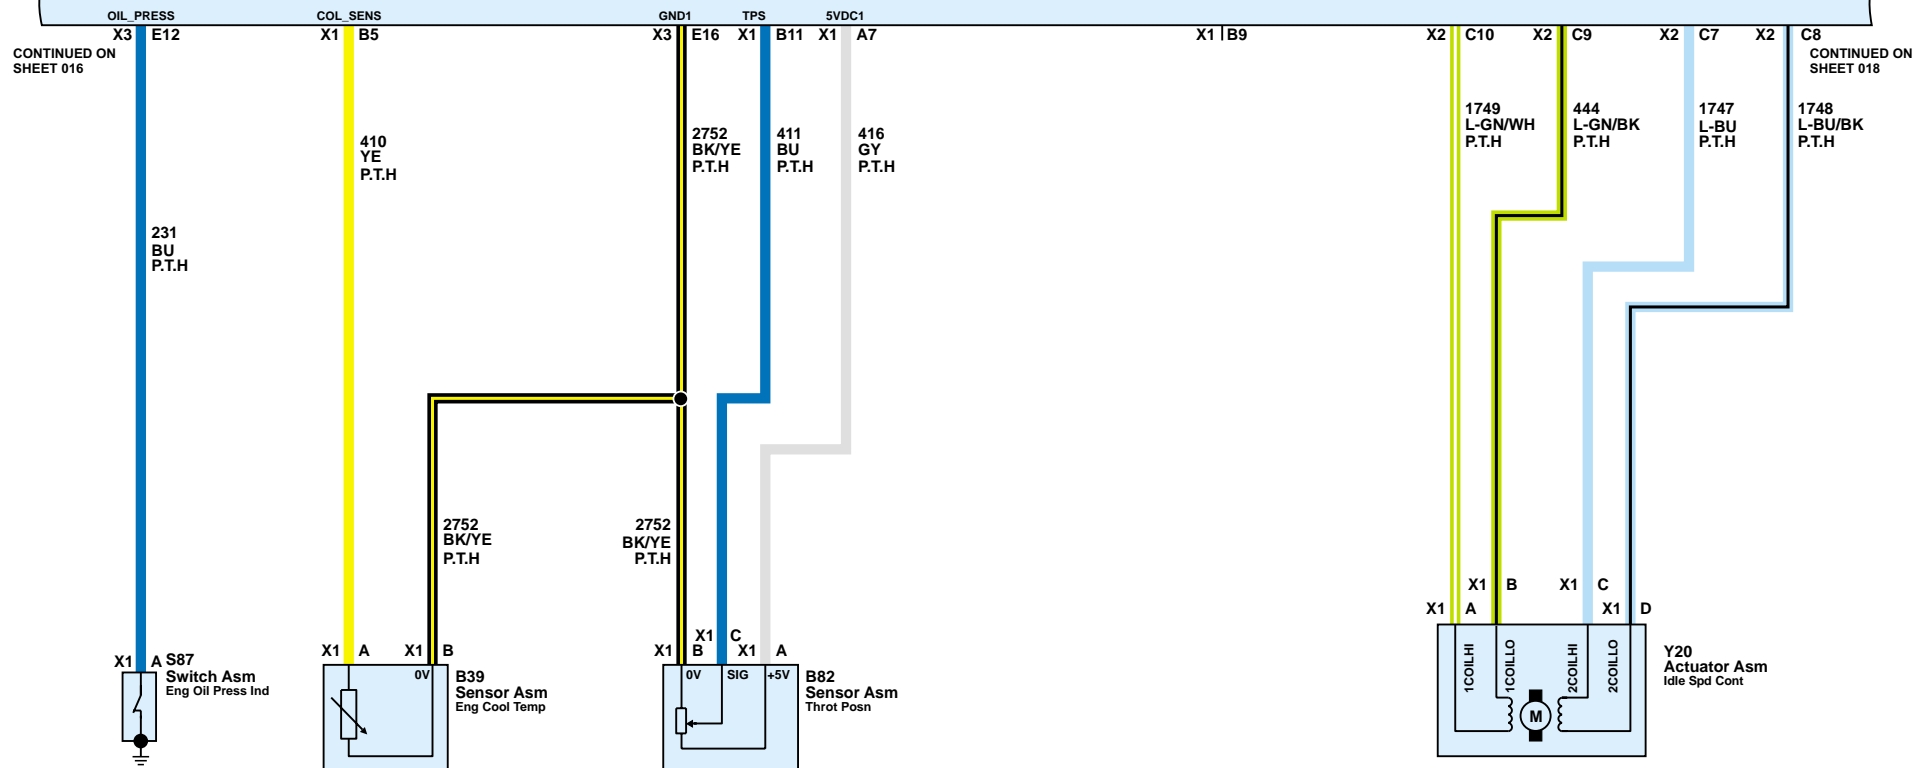 OIL_PRESS COL_SENS GND1 TPS 5VDC1
X3 E12 X1 B5 X3 E16 X1 B11 X1 A7 X1 B9 X2 C10 X2 C9 X2 C7 X2 C8
CONTINUED ON
SHEET 016
CONTINUED ON
SHEET 018
231
BU
P.T.H
410
YE
P.T.H
2752
BK/YE
P.T.H
411
BU
P.T.H
416
GY
P.T.H
1749
L-GN/WH
P.T.H
444
L-GN/BK
P.T.H
1747
L-BU
P.T.H
1748
L-BU/BK
P.T.H
2752
BK/YE
P.T.H
2752
BK/YE
P.T.H
X1 A
S87
Switch Asm
Eng Oil Press Ind
X1 A X1 B
0V
B39
Sensor Asm
Eng Cool Temp
X1 B X1 C X1 A
0V SIG +5V
B82
Sensor Asm
Throt Posn
X1 B X1 C
X1 A X1 D
1COILHI
1COILLO
2COILHI
2COILLO
M
Y20
Actuator Asm
Idle Spd Cont